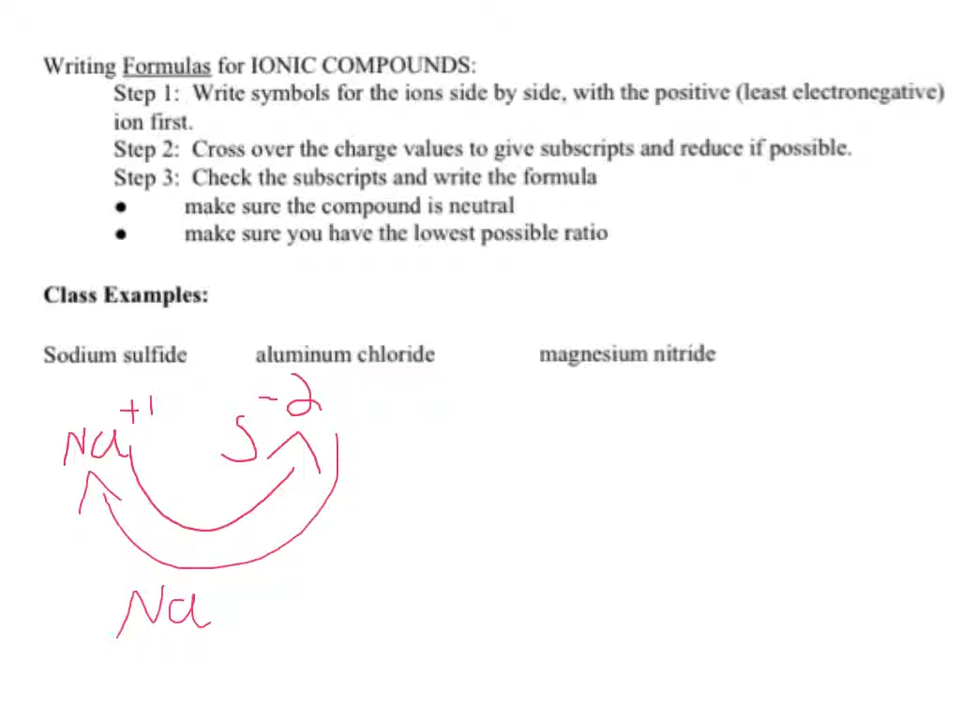 Writing Formulas for IONIC COMPOUNDS:
Step 1: Write symbols for the ions side by side, with the positive (least electronegative)
ion first.
Step 2: Cross over the charge values to give subscripts and reduce if possible.
Step 3: Check the subscripts and write the formula
• make sure the compound is neutral
• make sure you have the lowest possible ratio
Class Examples:
Sodium sulfide aluminum chloride magnesium nitride
Na+1 S-2
Na